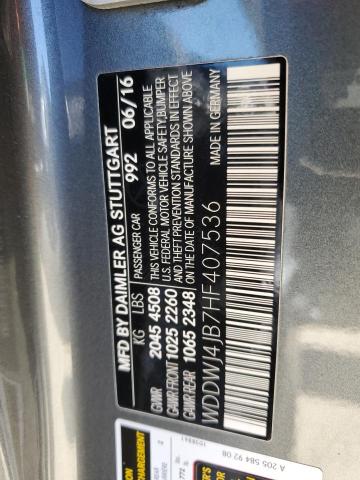 MFD BY DAIMLER AG STUTTGART
992 06/16
KG LBS PASSENGER CAR
GVWR 2045 4508
GAWR FRONT 1025 2260
GAWR REAR 1065 2348
THIS VEHICLE CONFORMS TO ALL APPLICABLE
U.S. FEDERAL MOTOR VEHICLE SAFETY,BUMPER
AND THEFT PREVENTION STANDARDS IN EFFECT
ON THE DATE OF MANUFACTURE SHOWN ABOVE
WDDWJ4JB7HF407536
MADE IN GERMANY
A 205 584 92 08